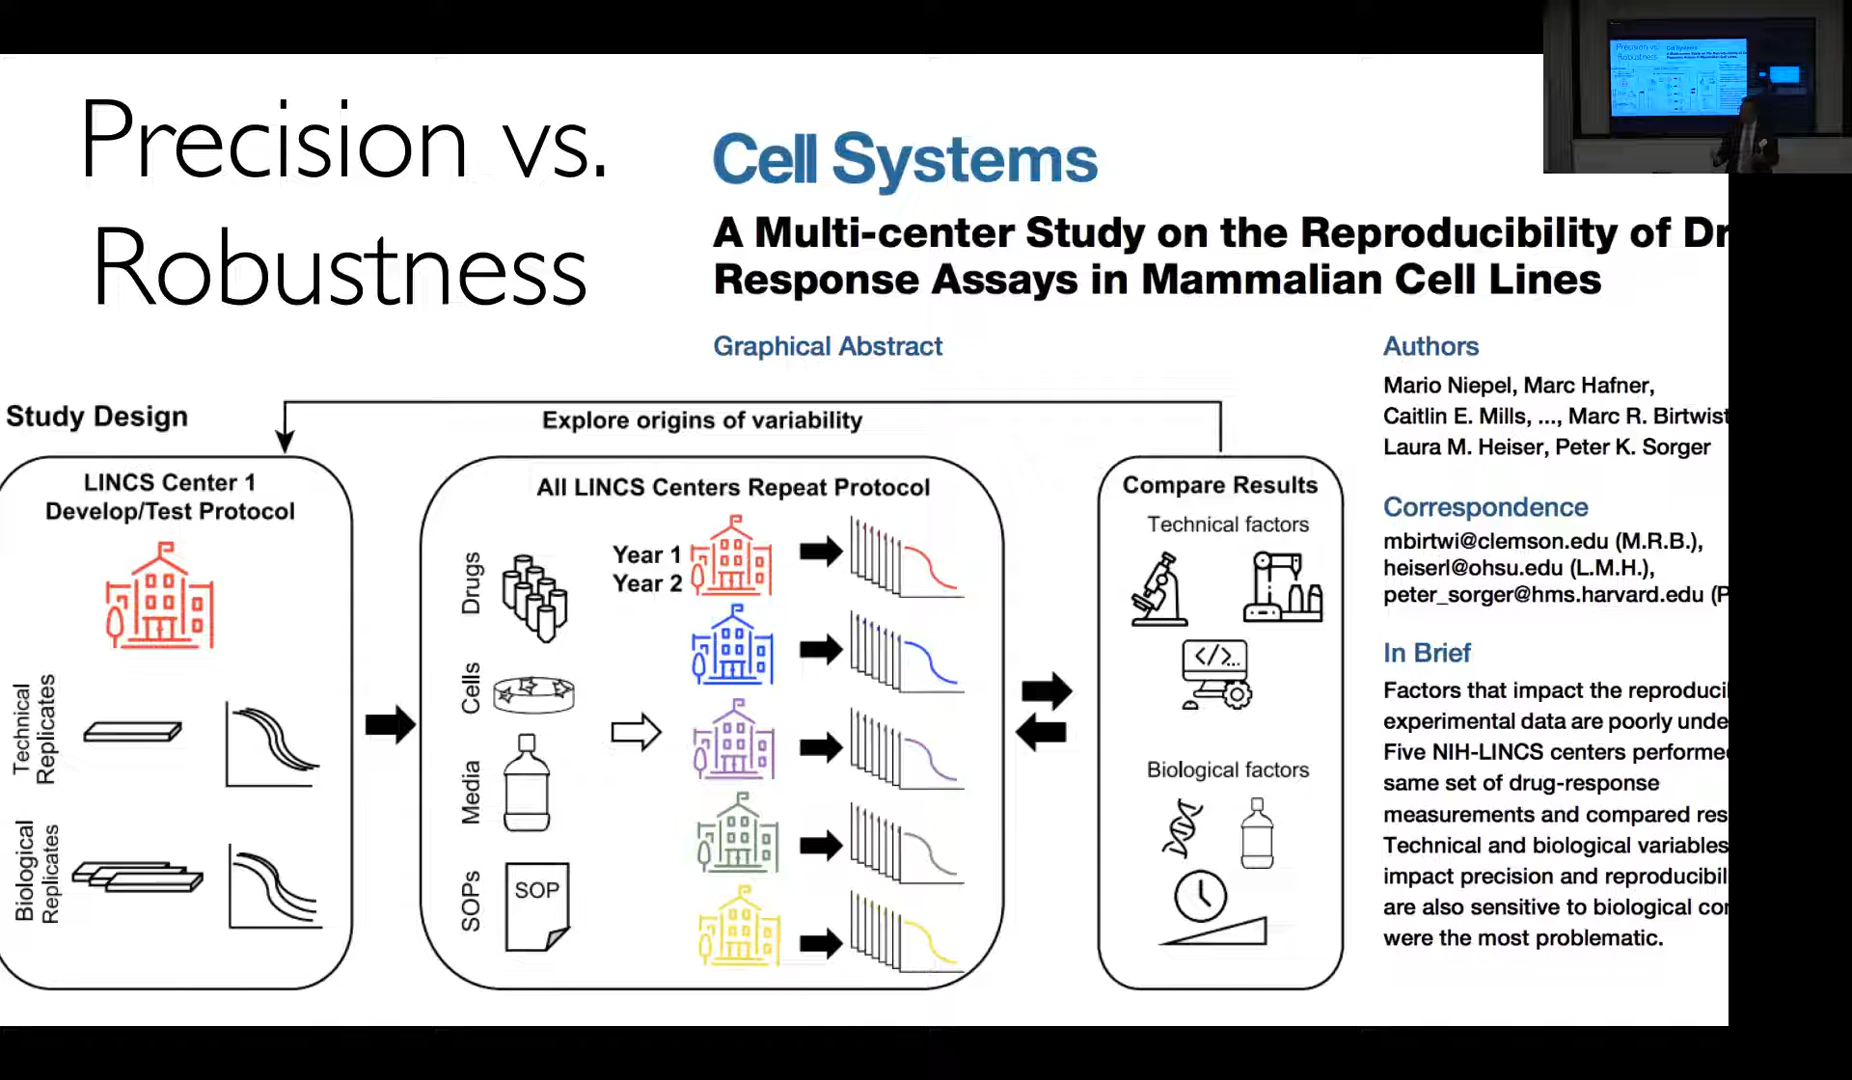 Precision vs.
Robustness
Cell Systems
A Multi-center Study on the Reproducibility of Dr
Response Assays in Mammalian Cell Lines
Graphical Abstract
Study Design
Explore origins of variability
LINCS Center 1
Develop/Test Protocol
Technical
Replicates
Biological
Replicates
All LINCS Centers Repeat Protocol
Drugs
Cells
Media
SOPs
SOP
Year 1
Year 2
Compare Results
Technical factors
</...
Biological factors
Authors
Mario Niepel, Marc Hafner,
Caitlin E. Mills, ..., Marc R. Birtwist
Laura M. Heiser, Peter K. Sorger
Correspondence
mbirtwi@clemson.edu (M.R.B.),
heiserl@ohsu.edu (L.M.H.),
peter_sorger@hms.harvard.edu (P
In Brief
Factors that impact the reproduci
experimental data are poorly unde
Five NIH-LINCS centers performe
same set of drug-response
measurements and compared res
Technical and biological variables
impact precision and reproducibil
are also sensitive to biological co
were the most problematic.
Precision vs.
Robustness
Cell Systems